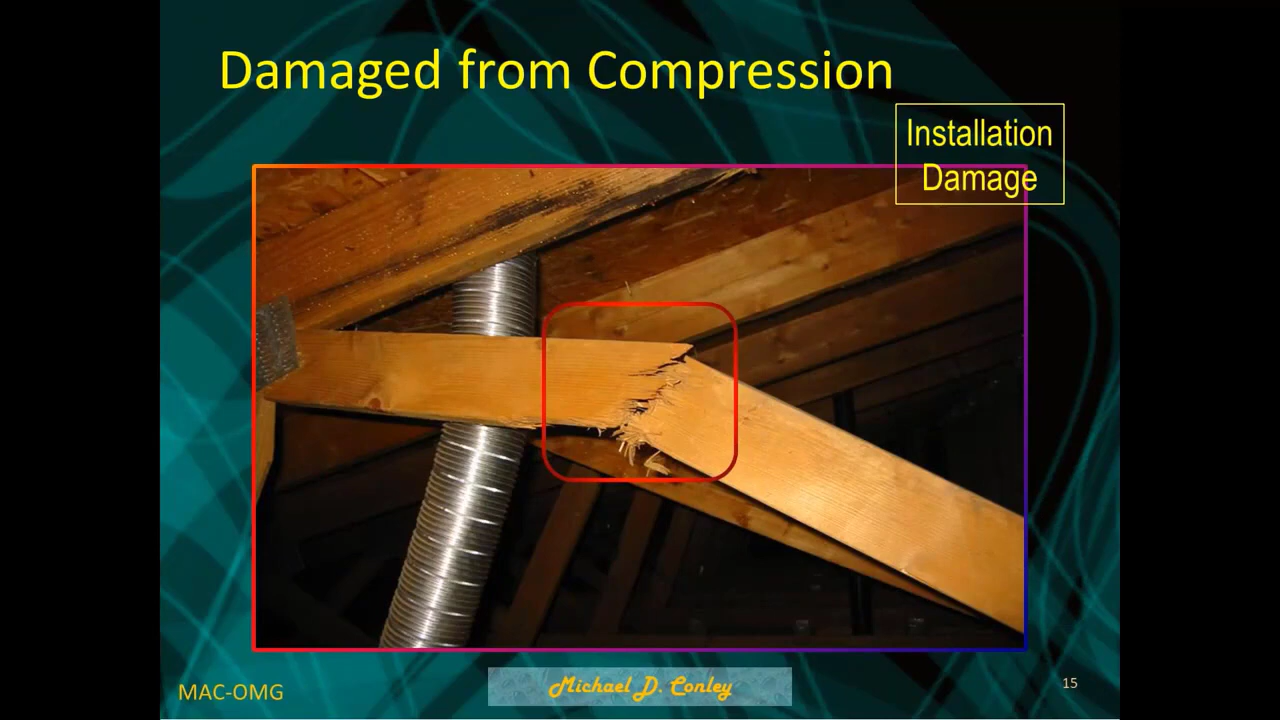 Damaged from Compression
Installation
Damage
MAC-OMG
Michael D. Conley
15